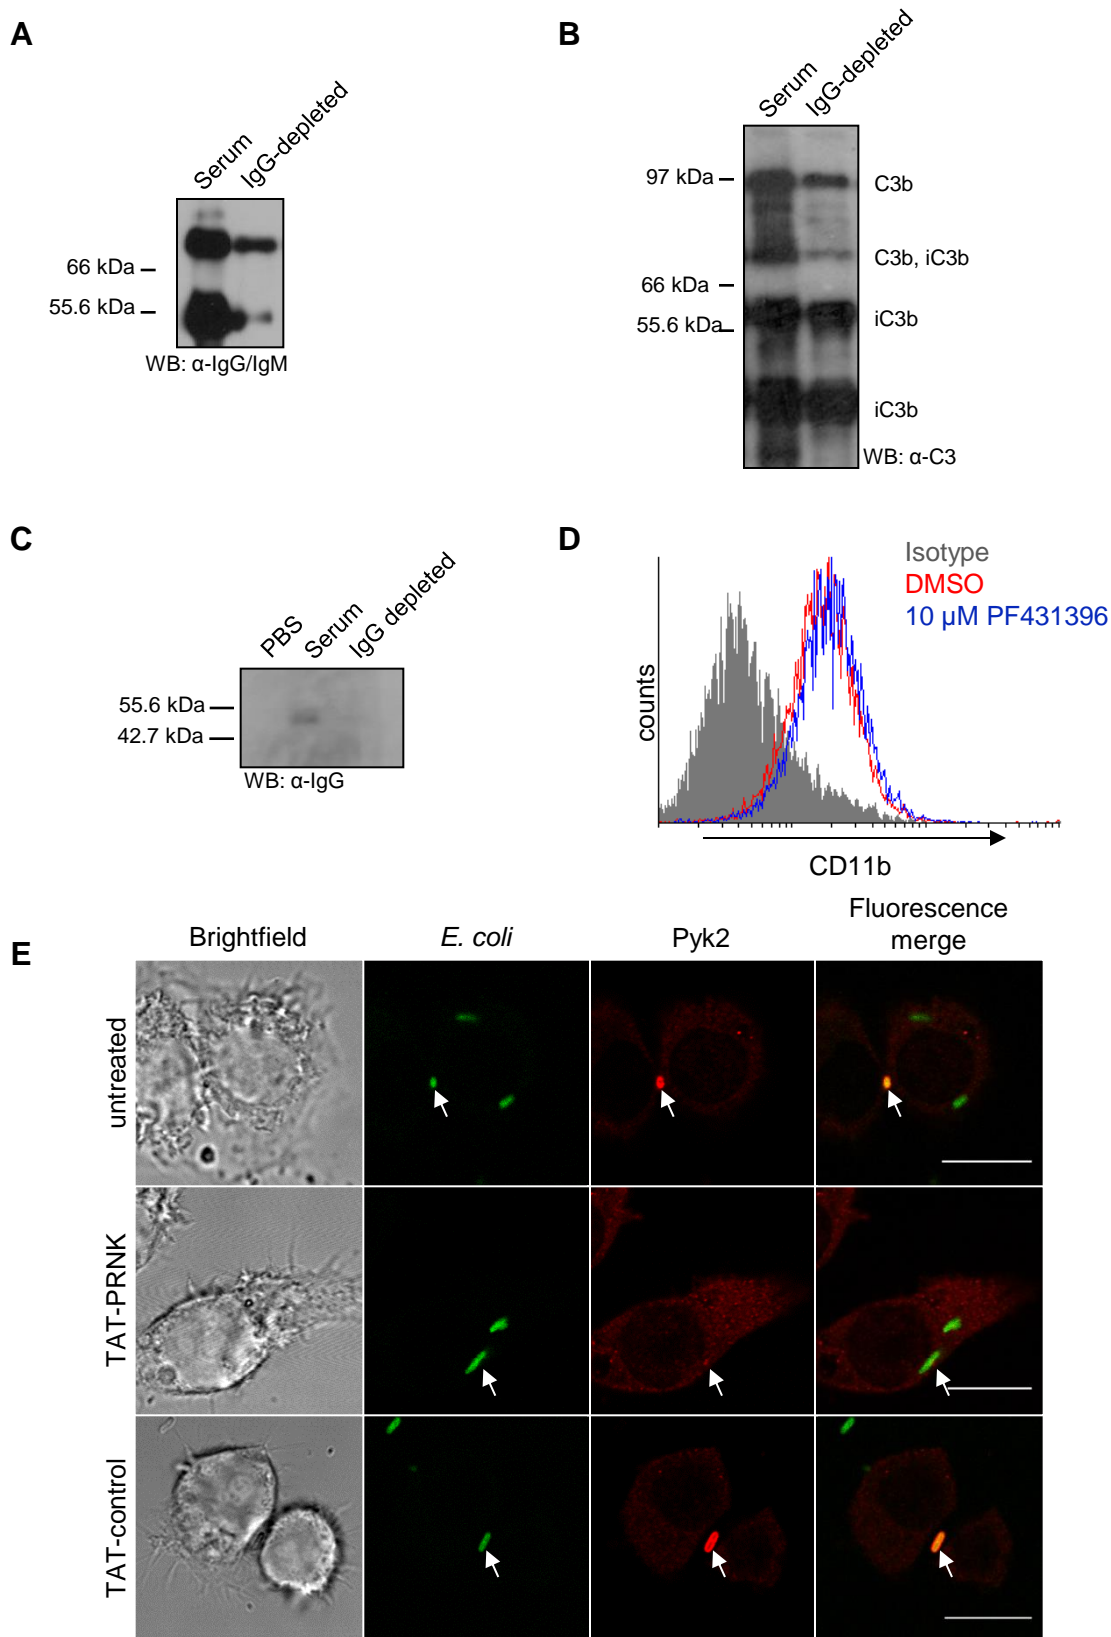 A
Serum
IgG-depleted
66 kDa
55.6 kDa
WB: α-IgG/IgM
B
Serum
IgG-depleted
97 kDa
C3b
C3b, iC3b
66 kDa
55.6 kDa
iC3b
iC3b
WB: α-C3
C
PBS
Serum
IgG depleted
55.6 kDa
42.7 kDa
WB: α-IgG
D
Isotype
DMSO
10 µM PF431396
counts
CD11b
E
Brightfield
E. coli
Pyk2
Fluorescence
merge
untreated
TAT-PRNK
TAT-control